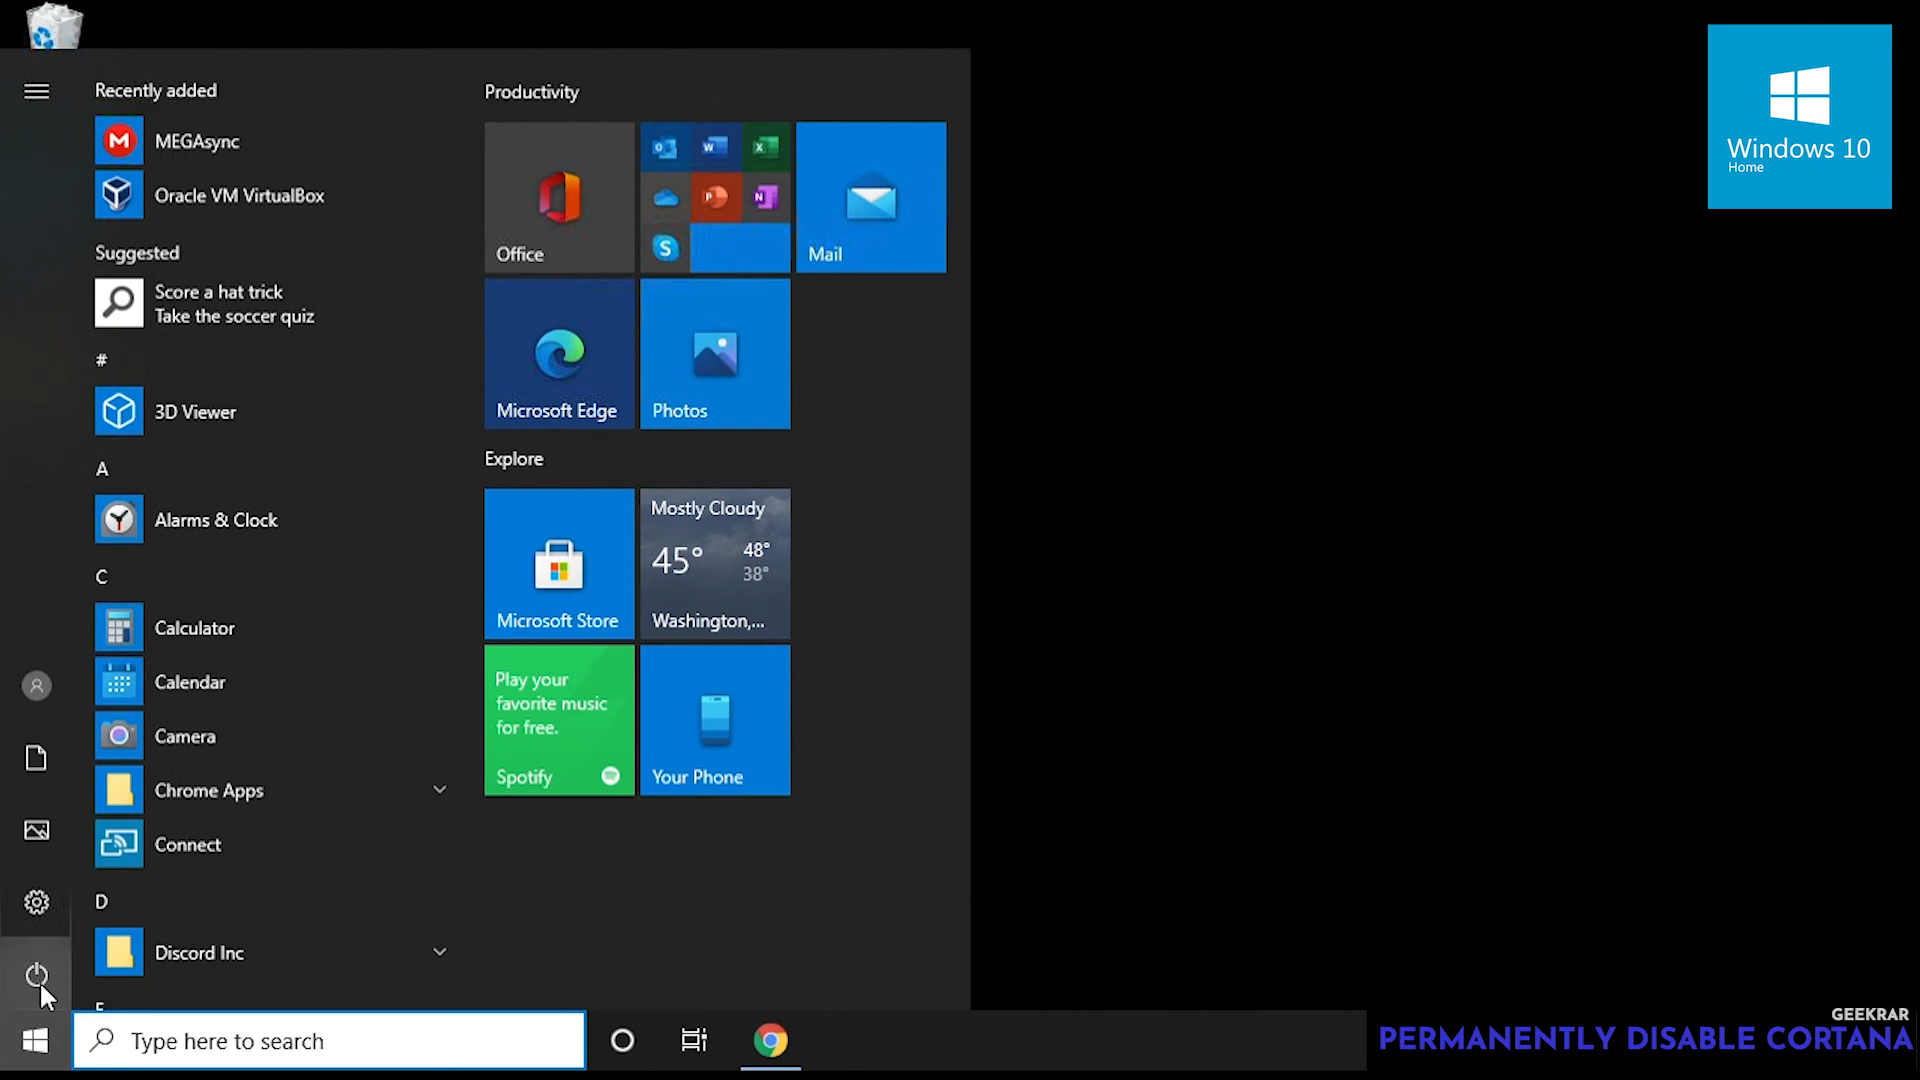 Recently added
MEGAsync
Oracle VM VirtualBox
Suggested
Score a hat trick
Take the soccer quiz
#
3D Viewer
A
Alarms & Clock
C
Calculator
Calendar
Camera
Chrome Apps
Connect
D
Discord Inc
Productivity
Office
Mail
Microsoft Edge
Photos
Explore
Microsoft Store
Mostly Cloudy
45° 48°
38°
Washington,...
Play your
favorite music
for free.
Spotify
Your Phone
Type here to search
Windows 10
Home
GEEKRAR
PERMANENTLY DISABLE CORTANA